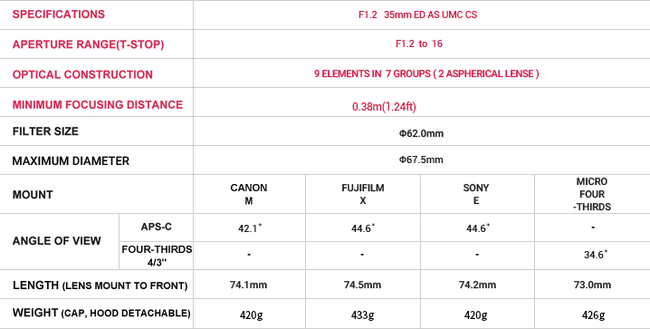 SPECIFICATIONS F1.2 35mm ED AS UMC CS
APERTURE RANGE(T-STOP) F1.2 to 16
OPTICAL CONSTRUCTION 9 ELEMENTS IN 7 GROUPS ( 2 ASPHERICAL LENSE )
MINIMUM FOCUSING DISTANCE 0.38m(1.24ft)
FILTER SIZE Φ62.0mm
MAXIMUM DIAMETER Φ67.5mm
MOUNT
CANON
M
FUJIFILM
X
SONY
E
MICRO
FOUR
-THIRDS
ANGLE OF VIEW
APS-C 42.1° 44.6° 44.6° -
FOUR-THIRDS
4/3" - - - 34.6°
LENGTH (LENS MOUNT TO FRONT) 74.1mm 74.5mm 74.2mm 73.0mm
WEIGHT (CAP, HOOD DETACHABLE) 420g 433g 420g 426g